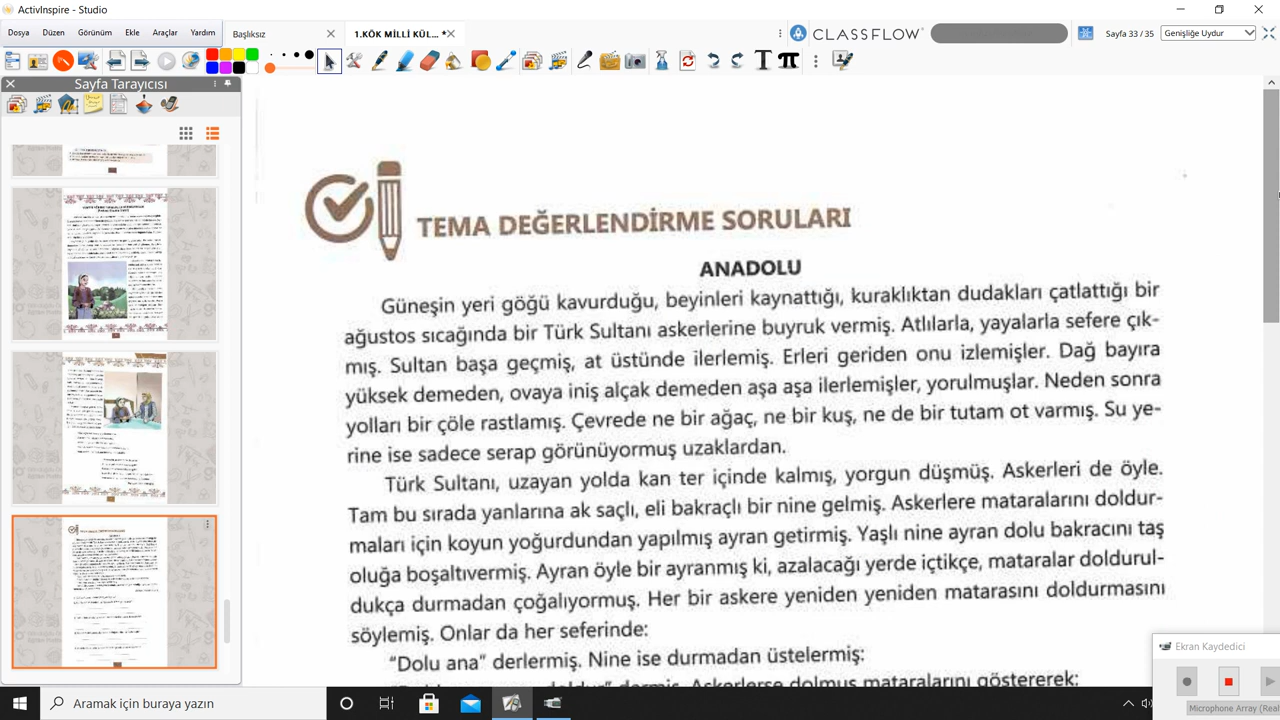 ActivInspire - Studio
Dosya Düzen Görünüm Ekle Araçlar Yardım
Başlıksız
1.KÖK MİLLİ KÜL... *
CLASSFLOW
Sayfa 33 / 35
Genişliğe Uydur
Sayfa Tarayıcısı
TEMA DEĞERLENDİRME SORULARI
ANADOLU
Güneşin yeri göğü kavurduğu, beyinleri kaynattığı, kuraklıktan dudakları çatlattığı bir
ağustos sıcağında bir Türk Sultanı askerlerine buyruk vermiş. Atlılarla, yayalarla sefere çık-
mış. Sultan başa geçmiş, at üstünde ilerlemiş. Erleri geriden onu izlemişler. Dağ bayıra
yüksek demeden, ovaya iniş alçak demeden aşa aşa ilerlemişler, yorulmuşlar. Neden sonra
yolları bir çöle rastlamış. Çevrede ne bir ağaç, ne bir kuş, ne de bir tutam ot varmış. Su ye-
rine ise sadece serap görünüyormuş uzaklardan.
Türk Sultanı, uzayan yolda kan ter içinde kalmış, yorgun düşmüş. Askerleri de öyle.
Tam bu sırada yanlarına ak saçlı, eli bakraçlı bir nine gelmiş. Askerlere mataralarını doldur-
maları için koyun yoğurdundan yapılmış ayran getirmiş. Yaşlı nine ayran dolu bakracını taş
oluğa boşaltıvermiş. Ayran öyle bir ayranmış ki, azalacağı yerde içtikçe, mataralar doldurul-
dukça durmadan çoğalıyormuş. Her bir askere yeniden yeniden matarasını doldurmasını
söylemiş. Onlar da her seferinde:
"Dolu ana" derlermiş. Nine ise durmadan üstelermiş:
dermiş. Askerlerse dolmuş mataralarını göstererek:
Ekran Kaydedici
Microphone Array (Real
Aramak için buraya yazın